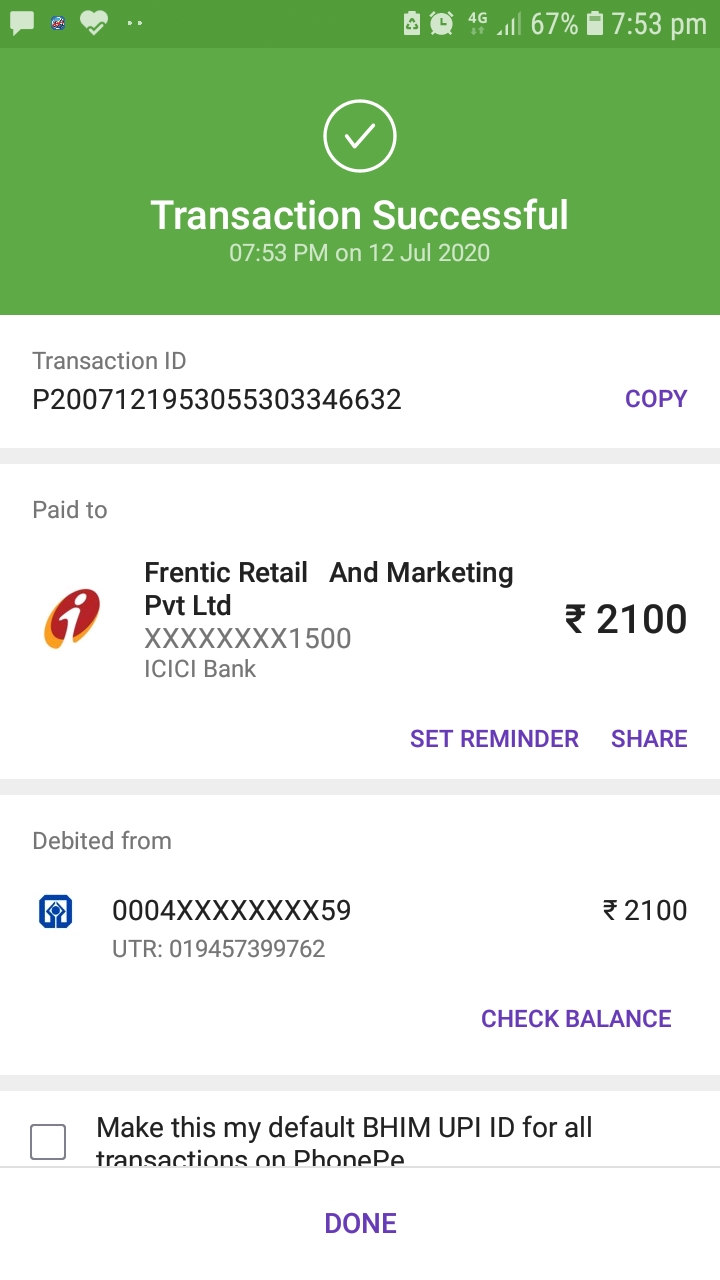 4G 67% 7:53 pm
Transaction Successful
07:53 PM on 12 Jul 2020
Transaction ID
P2007121953055303346632 COPY
Paid to
Frentic Retail And Marketing
Pvt Ltd
₹ 2100
XXXXXXXX1500
ICICI Bank
SET REMINDER SHARE
Debited from
0004XXXXXXXX59 ₹ 2100
UTR: 019457399762
CHECK BALANCE
Make this my default BHIM UPI ID for all
transactions on PhonePe
DONE